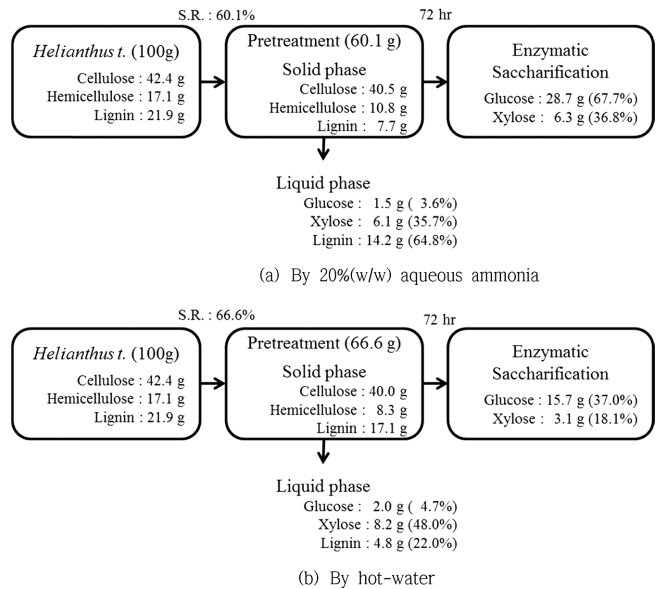 S.R. : 60.1%
72 hr
Helianthus t. (100g)
Cellulose : 42.4 g
Hemicellulose : 17.1 g
Lignin : 21.9 g
Pretreatment (60.1 g)
Solid phase
Cellulose : 40.5 g
Hemicellulose : 10.8 g
Lignin : 7.7 g
Enzymatic
Saccharification
Glucose : 28.7 g (67.7%)
Xylose : 6.3 g (36.8%)
Liquid phase
Glucose : 1.5 g ( 3.6%)
Xylose : 6.1 g (35.7%)
Lignin : 14.2 g (64.8%)
(a) By 20%(w/w) aqueous ammonia
S.R. : 66.6%
72 hr
Helianthus t. (100g)
Cellulose : 42.4 g
Hemicellulose : 17.1 g
Lignin : 21.9 g
Pretreatment (66.6 g)
Solid phase
Cellulose : 40.0 g
Hemicellulose : 8.3 g
Lignin : 17.1 g
Enzymatic
Saccharification
Glucose : 15.7 g (37.0%)
Xylose : 3.1 g (18.1%)
Liquid phase
Glucose : 2.0 g ( 4.7%)
Xylose : 8.2 g (48.0%)
Lignin : 4.8 g (22.0%)
(b) By hot-water